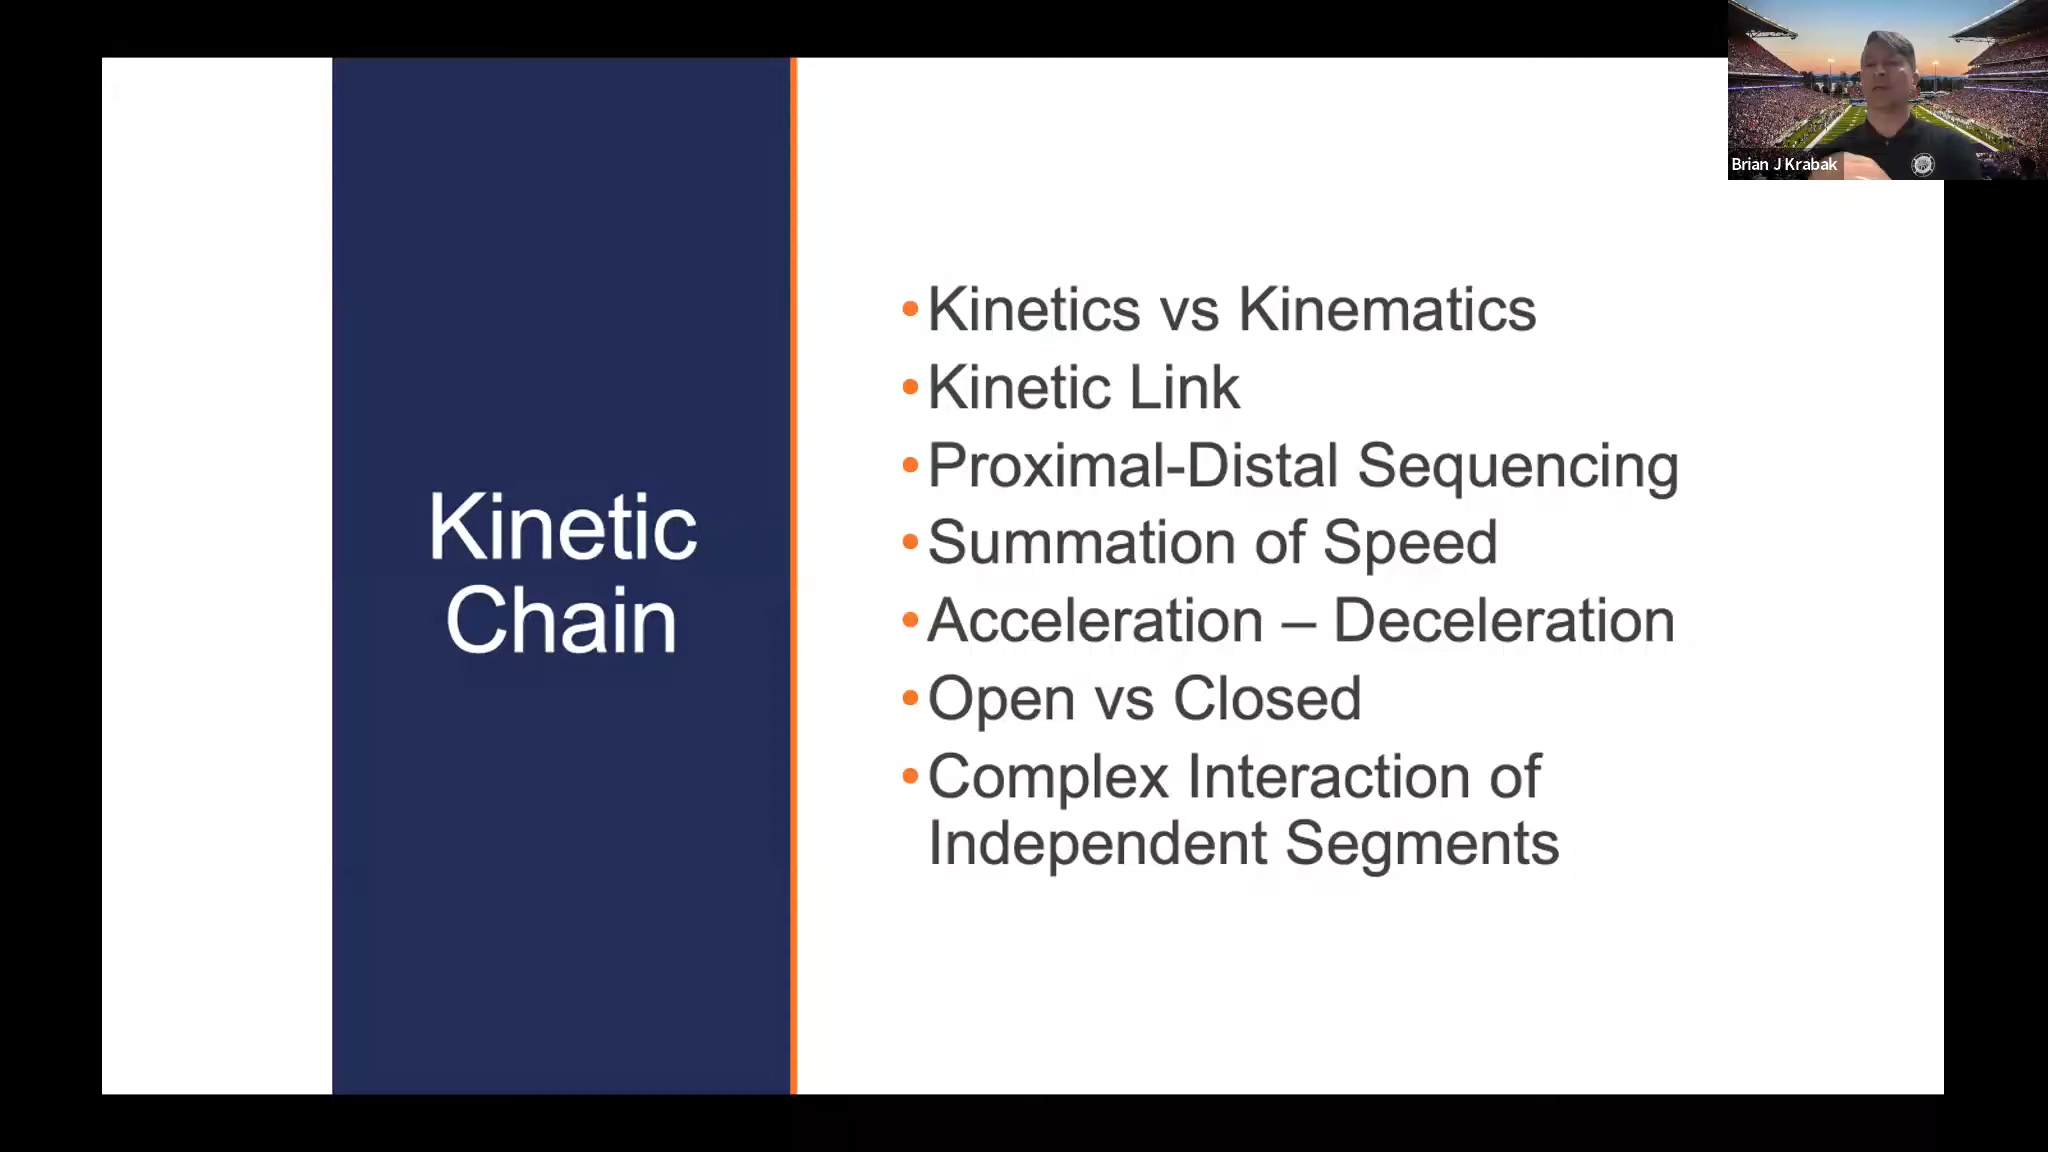 Brian J Krabak
Kinetic
Chain
•Kinetics vs Kinematics
•Kinetic Link
•Proximal-Distal Sequencing
•Summation of Speed
•Acceleration – Deceleration
•Open vs Closed
•Complex Interaction of
Independent Segments